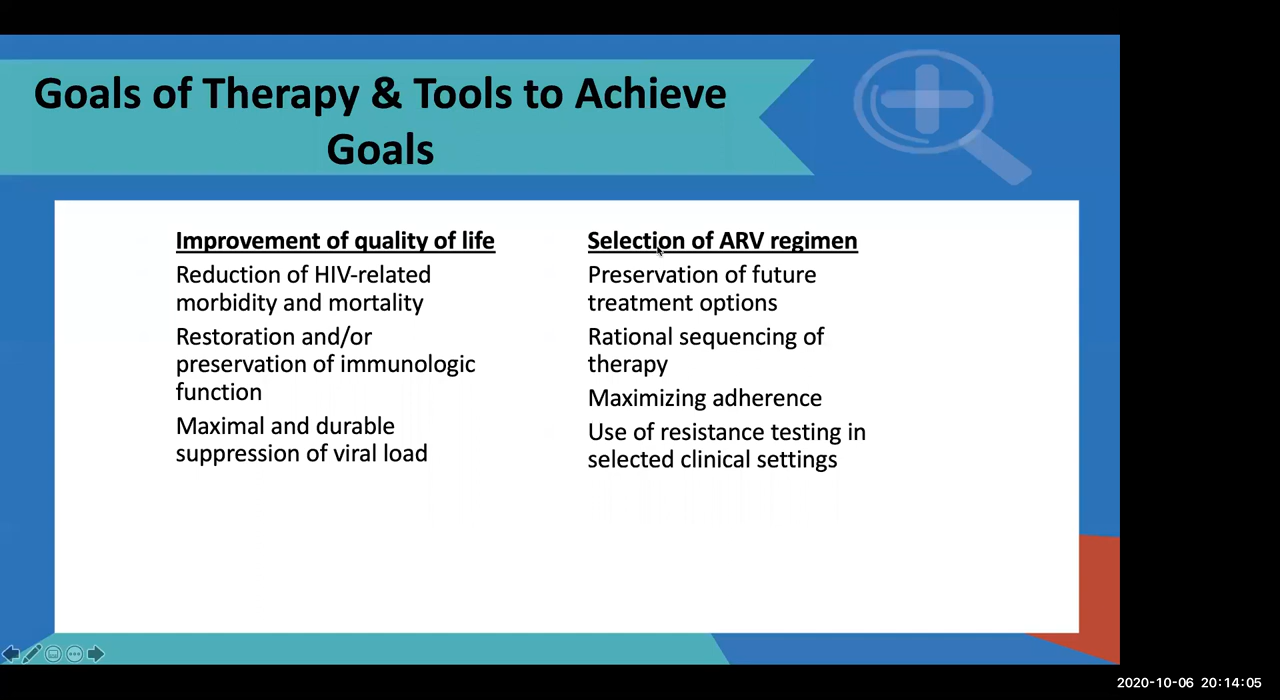 Goals of Therapy & Tools to Achieve
Goals
Improvement of quality of life
Reduction of HIV-related
morbidity and mortality
Restoration and/or
preservation of immunologic
function
Maximal and durable
suppression of viral load
Selection of ARV regimen
Preservation of future
treatment options
Rational sequencing of
therapy
Maximizing adherence
Use of resistance testing in
selected clinical settings
2020-10-06 20:14:05